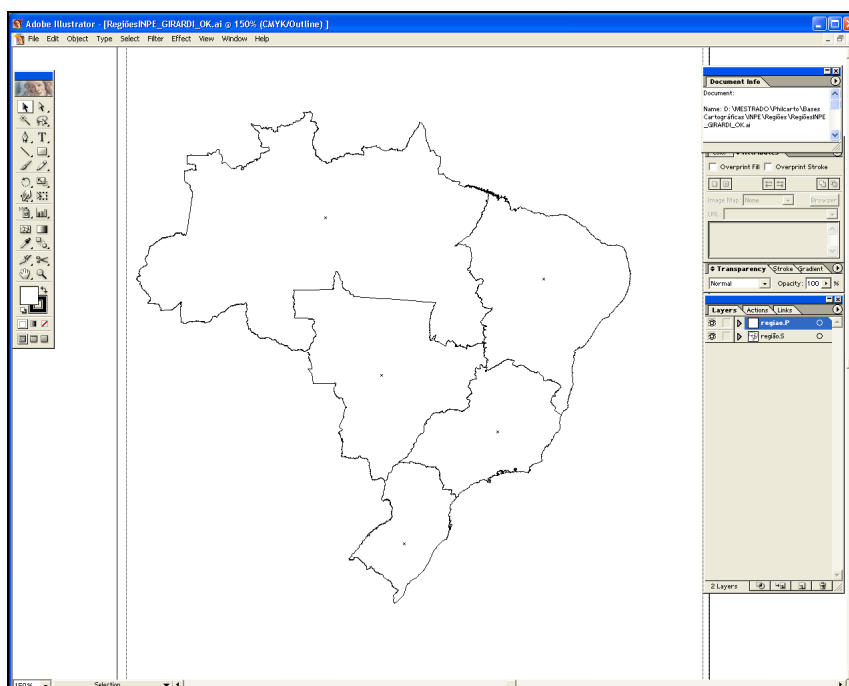 Adobe Illustrator - [RegiõesINPE_GIRARDI_OK.ai @ 150% (CMYK/Outline) ]
File Edit Object Type Select Filter Effect View Window Help
Document Info
Document:
Name: D: \MESTRADO\Philcarto\Bases
Cartográficas\INPE\Regiões\RegiõesINPE
_GIRARDI_OK.ai
Attributes
Overprint Fill Overprint Stroke
Image Map: None Browser
URL:
Transparency Stroke Gradient
Normal Opacity: 100 %
Layers Actions Links
regiao.P
região.S
2 Layers
150% Selection